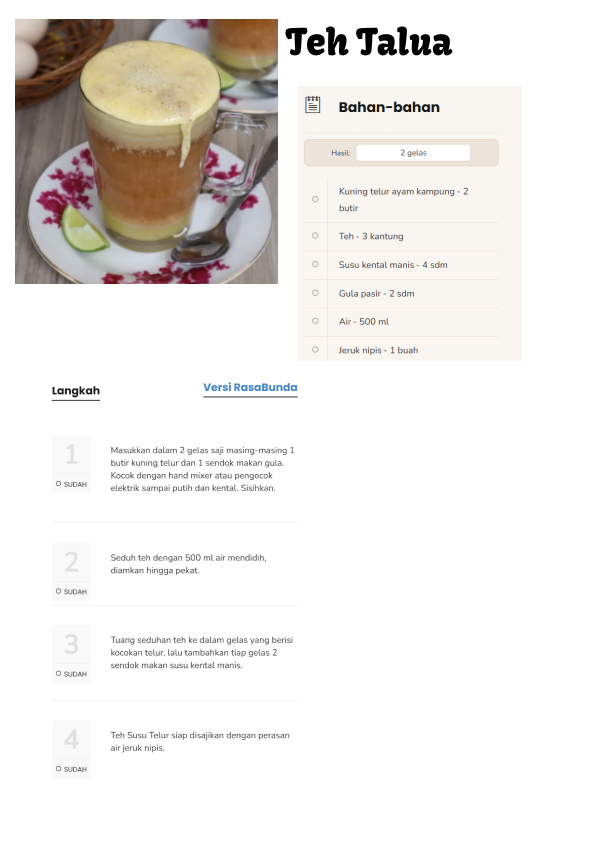 Teh Talua
Bahan-bahan
Hasil: 2 gelas
Kuning telur ayam kampung - 2
butir
Teh - 3 kantung
Susu kental manis - 4 sdm
Gula pasir - 2 sdm
Air - 500 ml
Jeruk nipis - 1 buah
Langkah
Versi RasaBunda
1
SUDAH
Masukkan dalam 2 gelas saji masing-masing 1
butir kuning telur dan 1 sendok makan gula.
Kocok dengan hand mixer atau pengocok
elektrik sampai putih dan kental. Sisihkan.
2
SUDAH
Seduh teh dengan 500 ml air mendidih,
diamkan hingga pekat.
3
SUDAH
Tuang seduhan teh ke dalam gelas yang berisi
kocokan telur, lalu tambahkan tiap gelas 2
sendok makan susu kental manis.
4
SUDAH
Teh Susu Telur siap disajikan dengan perasan
air jeruk nipis.